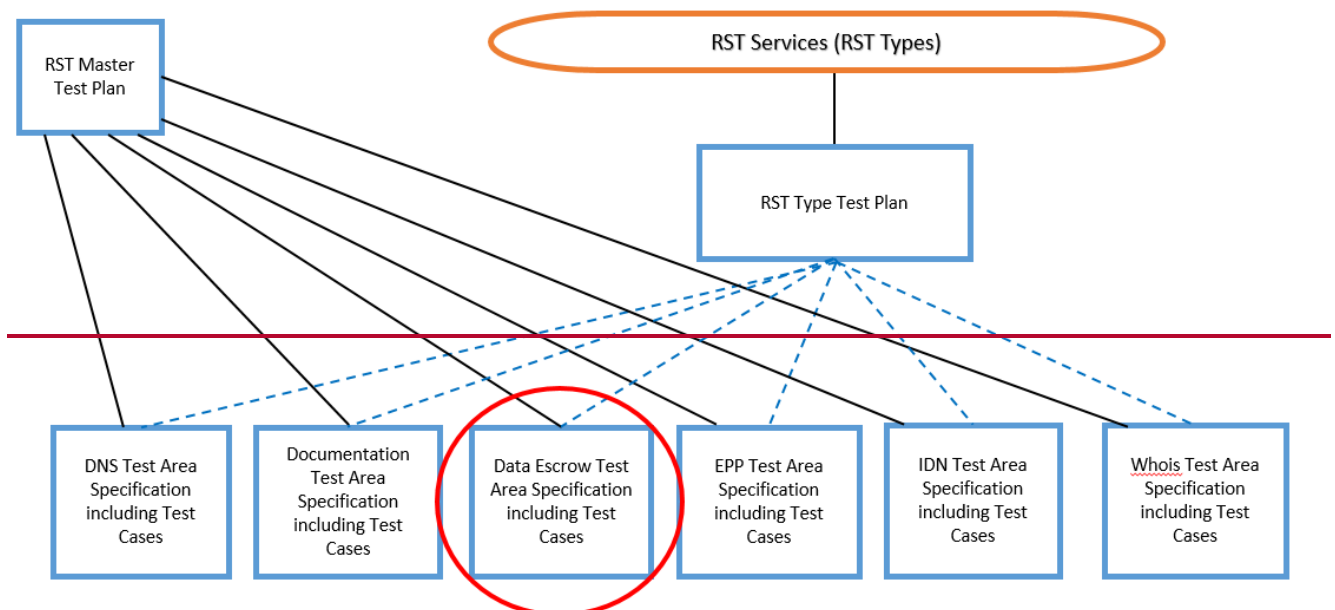 RST Master
Test Plan
RST Services (RST Types)
RST Type Test Plan
DNS Test Area
Specification
including Test
Cases
Documentation
Test Area
Specification
including Test
Cases
Data Escrow Test
Area Specification
including Test
Cases
EPP Test Area
Specification
including Test
Cases
IDN Test Area
Specification
including Test
Cases
Whois Test Area
Specification
including Test
Cases